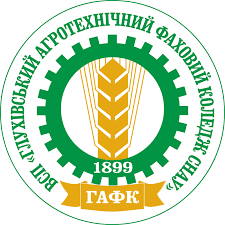 ВСП «ГЛУХІВСЬКИЙ АГРОТЕХНІЧНИЙ ФАХОВИЙ КОЛЕДЖ СНАУ»
1899
ГАФК